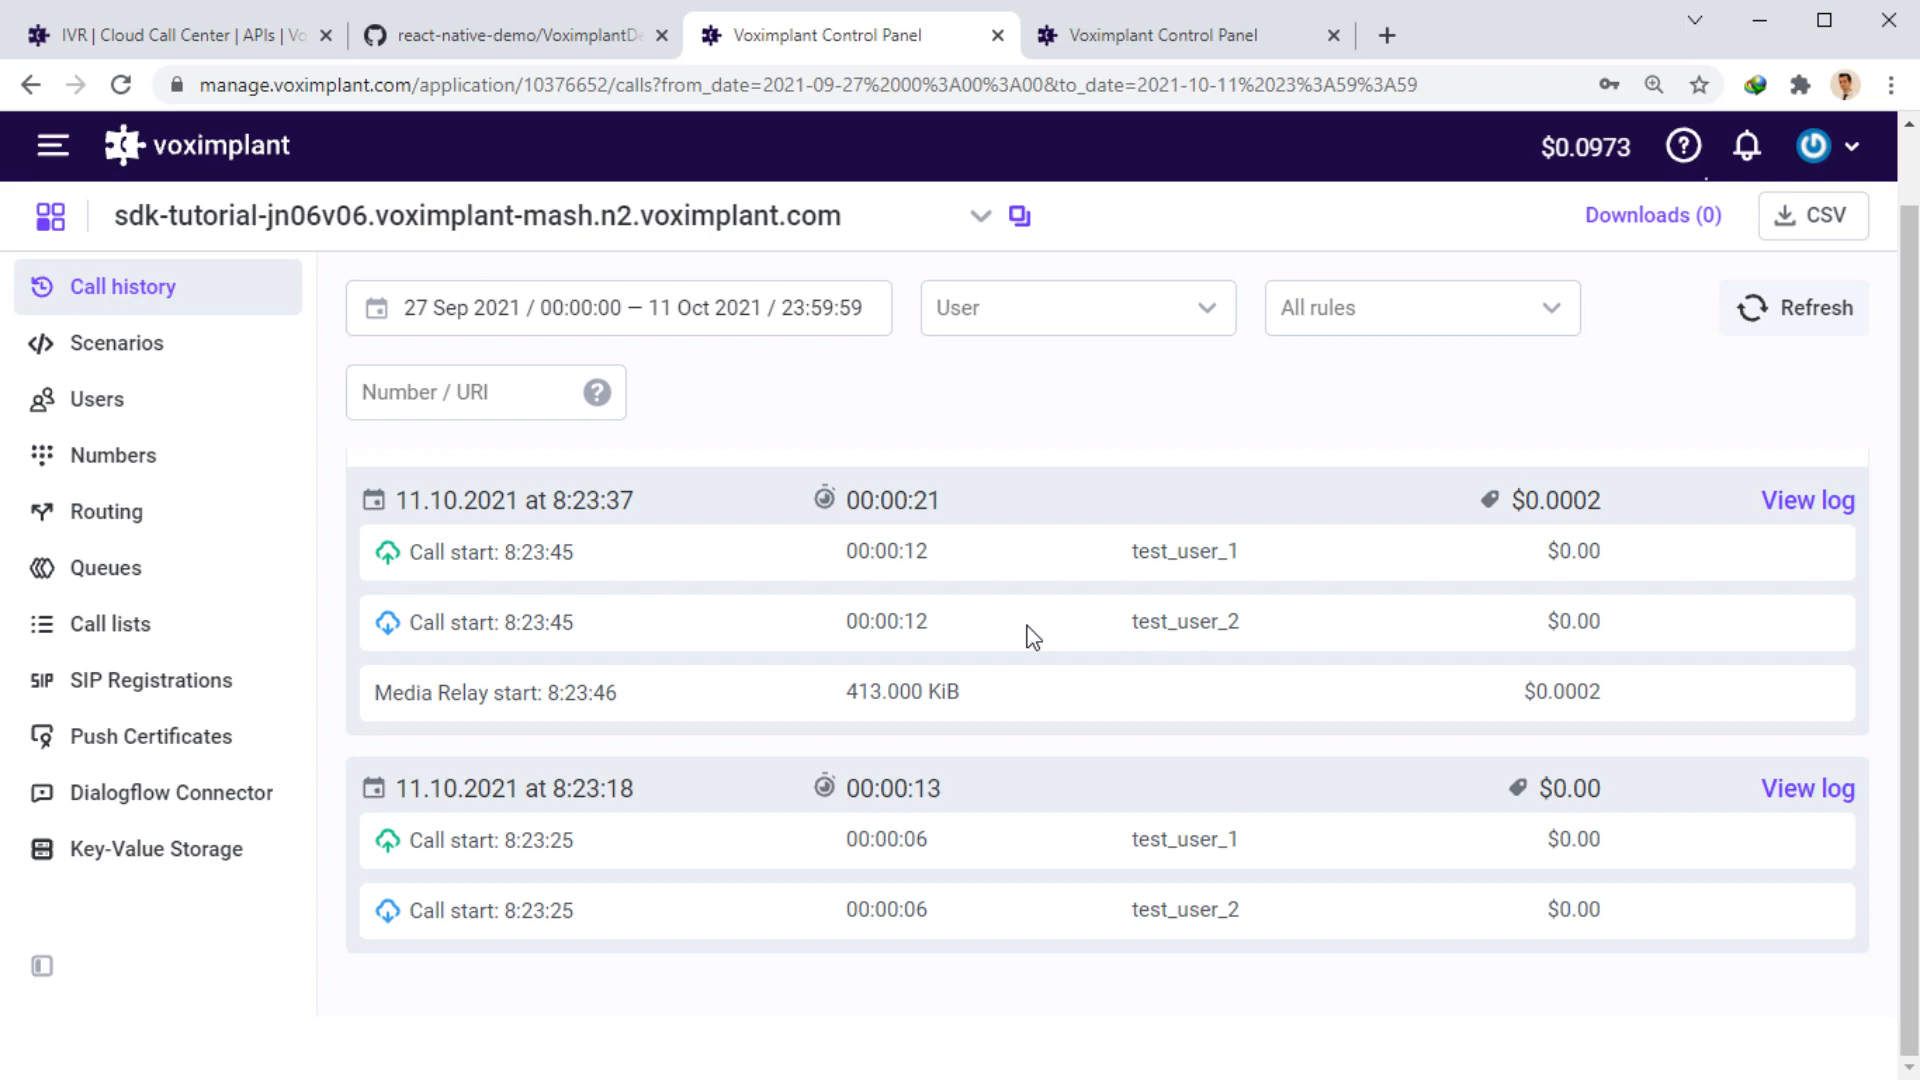 IVR | Cloud Call Center | APIs | Vo
react-native-demo/VoximplantDe
Voximplant Control Panel
Voximplant Control Panel
manage.voximplant.com/application/10376652/calls?from_date=2021-09-27%2000%3A00%3A00&to_date=2021-10-11%2023%3A59%3A59
voximplant
$0.0973
sdk-tutorial-jn06v06.voximplant-mash.n2.voximplant.com
Downloads (0)
CSV
Call history
Scenarios
Users
Numbers
Routing
Queues
Call lists
SIP SIP Registrations
Push Certificates
Dialogflow Connector
Key-Value Storage
27 Sep 2021 / 00:00:00 — 11 Oct 2021 / 23:59:59
User
All rules
Refresh
Number / URI
11.10.2021 at 8:23:37 00:00:21 $0.0002 View log
Call start: 8:23:45 00:00:12 test_user_1 $0.00
Call start: 8:23:45 00:00:12 test_user_2 $0.00
Media Relay start: 8:23:46 413.000 KiB $0.0002
11.10.2021 at 8:23:18 00:00:13 $0.00 View log
Call start: 8:23:25 00:00:06 test_user_1 $0.00
Call start: 8:23:25 00:00:06 test_user_2 $0.00